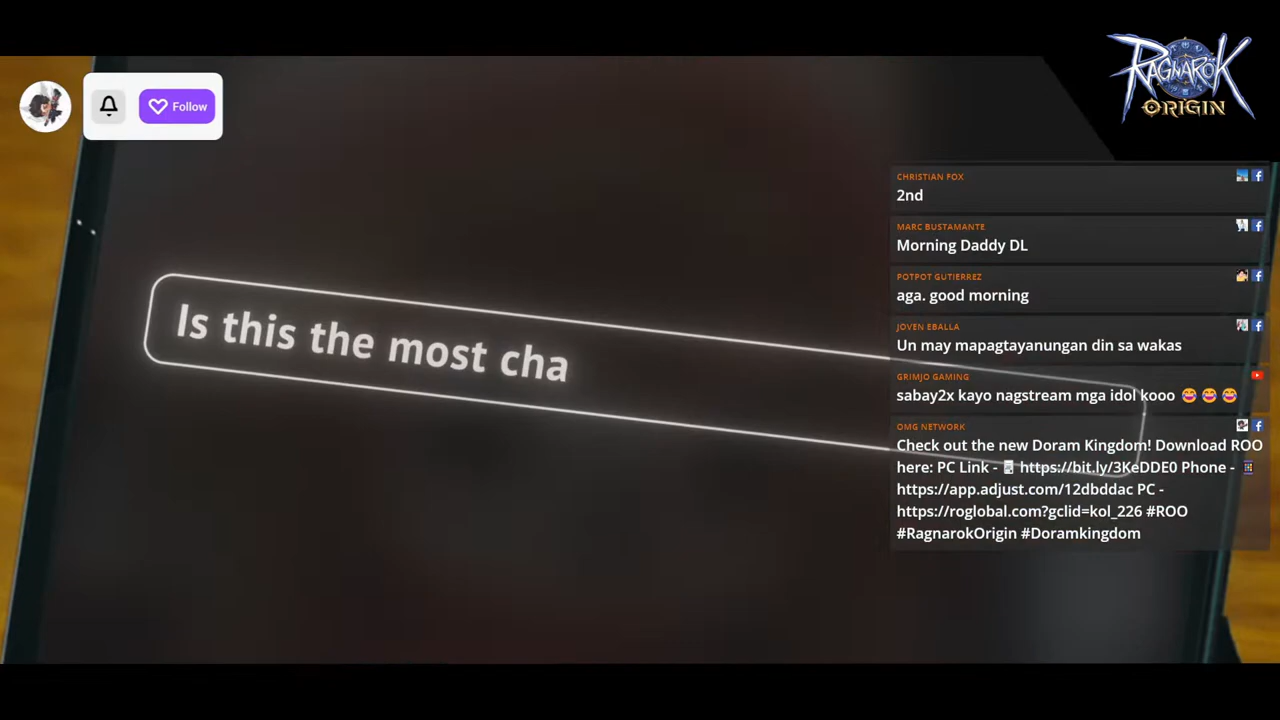 Follow
RAGNARÖK
ORIGIN
Is this the most cha
CHRISTIAN FOX
2nd
MARC BUSTAMANTE
Morning Daddy DL
POTPOT GUTIERREZ
aga. good morning
JOVEN EBALLA
Un may mapagtayanungan din sa wakas
GRIMJO GAMING
sabay2x kayo nagstream mga idol kooo 😂 😂 😂
OMG NETWORK
Check out the new Doram Kingdom! Download ROO
here: PC Link - 🖥 https://bit.ly/3KeDDE0 Phone - 📱
https://app.adjust.com/12dbddac PC -
https://roglobal.com?gclid=kol_226 #ROO
#RagnarokOrigin #Doramkingdom